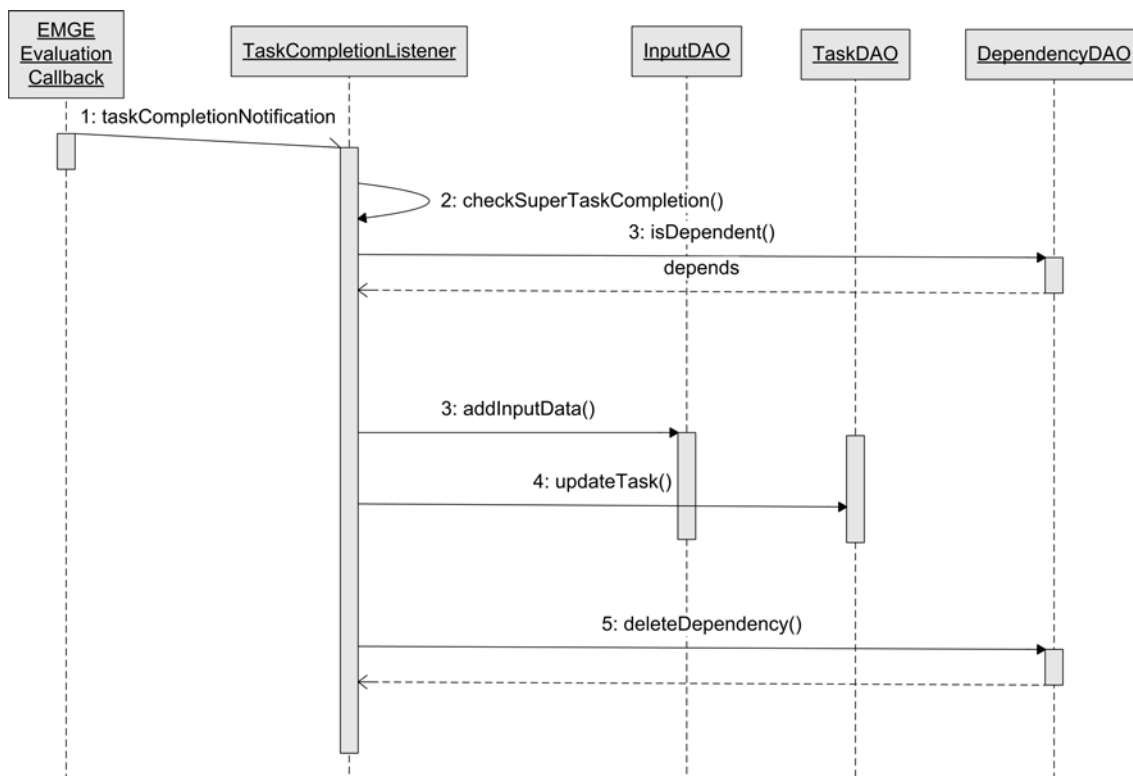 EMGE
Evaluation
Callback
TaskCompletionListener
InputDAO
TaskDAO
DependencyDAO
1: taskCompletionNotification
2: checkSuperTaskCompletion()
3: isDependent()
depends
3: addInputData()
4: updateTask()
5: deleteDependency()